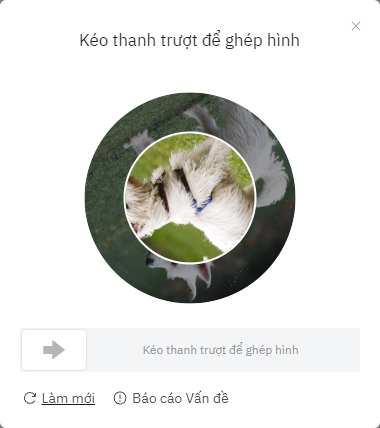 Kéo thanh trượt để ghép hình
Kéo thanh trượt để ghép hình
Làm mới
Báo cáo Vấn đề